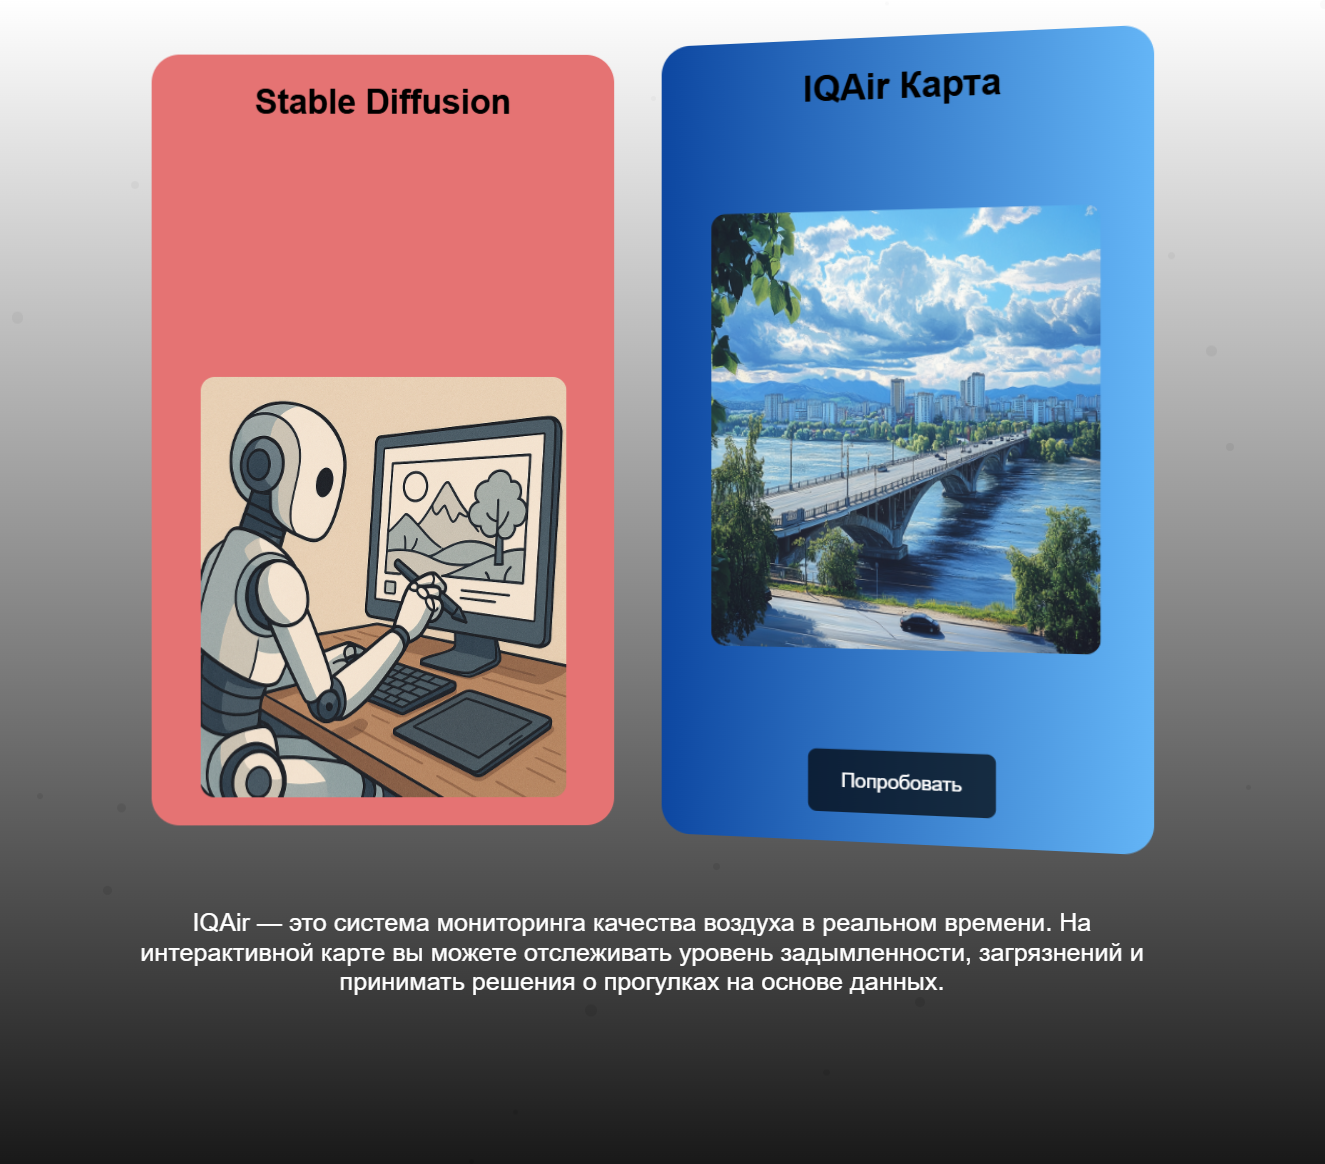 Stable Diffusion
IQAir Карта
Попробовать
IQAir — это система мониторинга качества воздуха в реальном времени. На
интерактивной карте вы можете отслеживать уровень задымленности, загрязнений и
принимать решения о прогулках на основе данных.